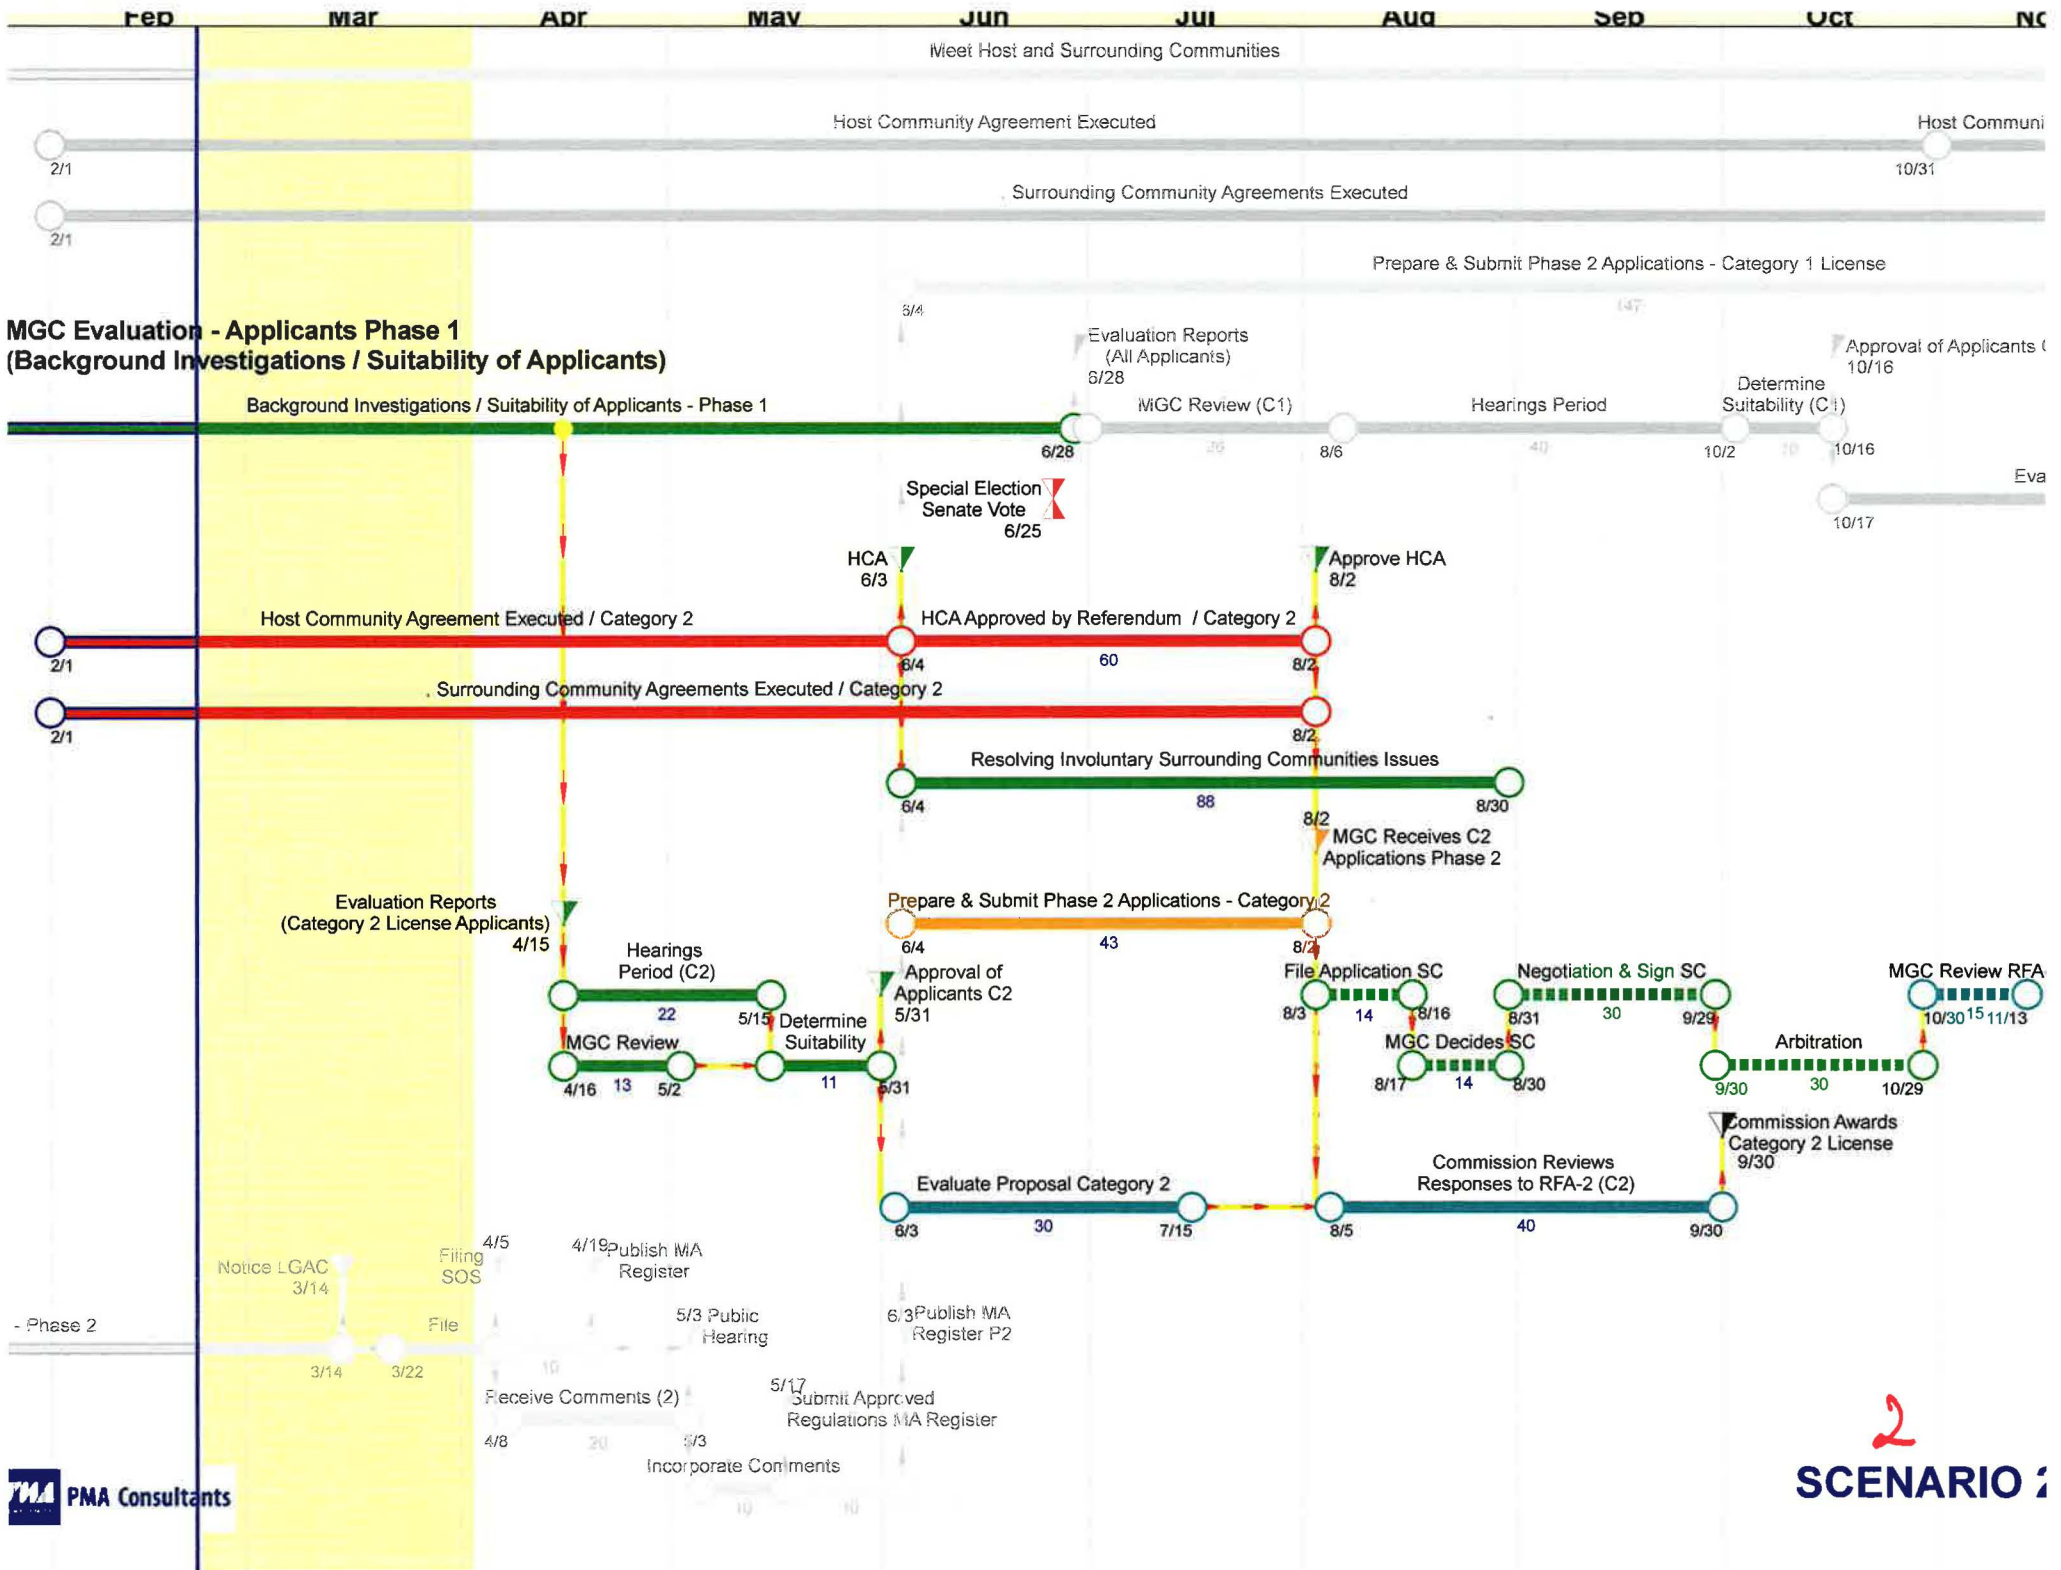 Feb Mar Apr May Jun Jul Aug Sep Oct
Meet Host and Surrounding Communities
Host Community Agreement Executed
Host Communi
2/1
10/31
. Surrounding Community Agreements Executed
2/1
Prepare & Submit Phase 2 Applications - Category 1 License
6/4
147
MGC Evaluation - Applicants Phase 1
(Background Investigations / Suitability of Applicants)
Evaluation Reports
(All Applicants)
6/28
Approval of Applicants
10/16
Background Investigations / Suitability of Applicants - Phase 1
MGC Review (C1)
Hearings Period
Determine
Suitability (C1)
6/28
8/6
40
10/2
10
10/16
Special Election
Senate Vote
6/25
Eva
10/17
HCA
6/3
Approve HCA
8/2
Host Community Agreement Executed / Category 2
HCA Approved by Referendum / Category 2
2/1
6/4
60
8/2
. Surrounding Community Agreements Executed / Category 2
2/1
8/2
Resolving Involuntary Surrounding Communities Issues
6/4
88
8/30
8/2
MGC Receives C2
Applications Phase 2
Evaluation Reports
(Category 2 License Applicants)
4/15
Prepare & Submit Phase 2 Applications - Category 2
6/4
43
8/2
Hearings
Period (C2)
22
5/15
Approval of
Applicants C2
5/31
File Application SC
8/3
14
8/16
Negotiation & Sign SC
8/31
30
9/29
MGC Review RFA
10/30
15
11/13
MGC Review
4/16
13
5/2
Determine
Suitability
11
5/31
MGC Decides SC
8/17
14
8/30
Arbitration
9/30
30
10/29
Commission Awards
Category 2 License
9/30
Evaluate Proposal Category 2
6/3
30
7/15
Commission Reviews
Responses to RFA-2 (C2)
8/5
40
9/30
Notice LGAC
3/14
Filing
SOS
4/5
4/19
Publish MA
Register
- Phase 2
File
5/3 Public
Hearing
6/3
Publish MA
Register P2
3/14
3/22
10
Receive Comments (2)
5/17
Submit Approved
Regulations MA Register
4/8
20
5/3
Incorporate Comments
10
10
2
PMA PMA Consultants
SCENARIO